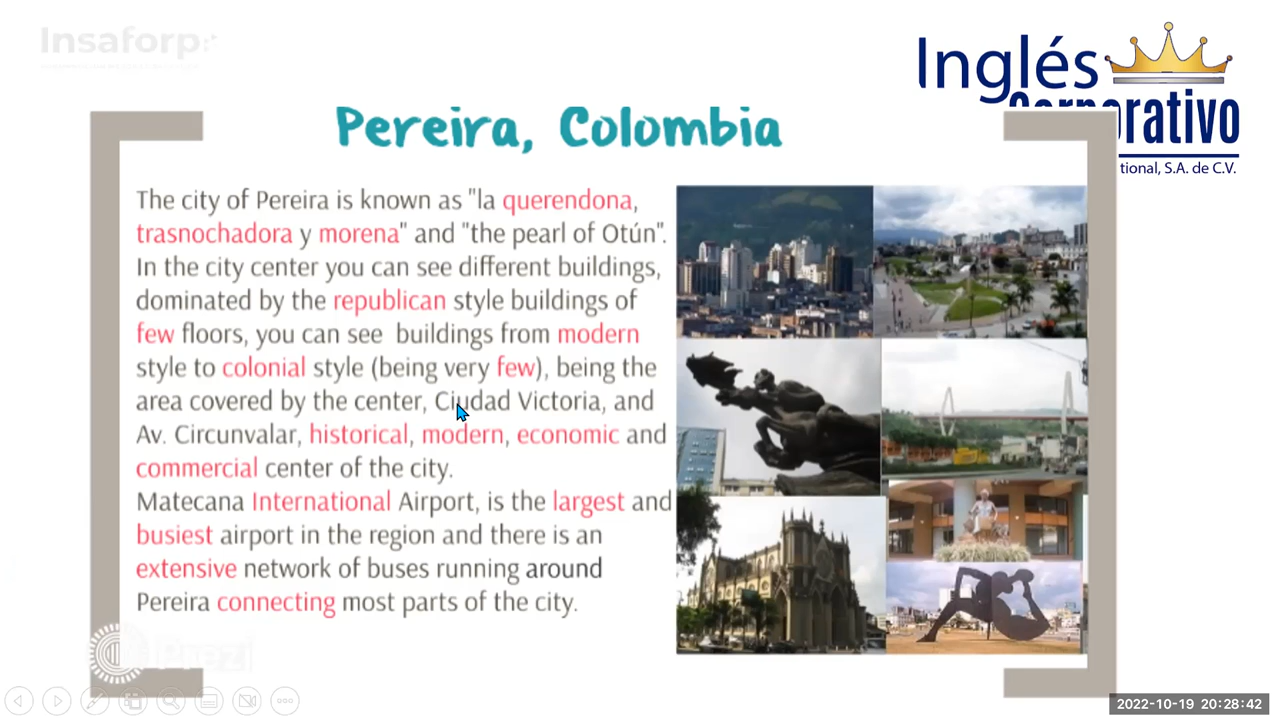 Insaforp
Inglés
Pereira, Colombia
tional, S.A. de C.V.
The city of Pereira is known as "la querendona,
trasnochadora y morena" and "the pearl of Otún".
In the city center you can see different buildings,
dominated by the republican style buildings of
few floors, you can see buildings from modern
style to colonial style (being very few), being the
area covered by the center, Ciudad Victoria, and
Av. Circunvalar, historical, modern, economic and
commercial center of the city.
Matecana International Airport, is the largest and
busiest airport in the region and there is an
extensive network of buses running around
Pereira connecting most parts of the city.
Prezi
2022-10-19 20:28:42